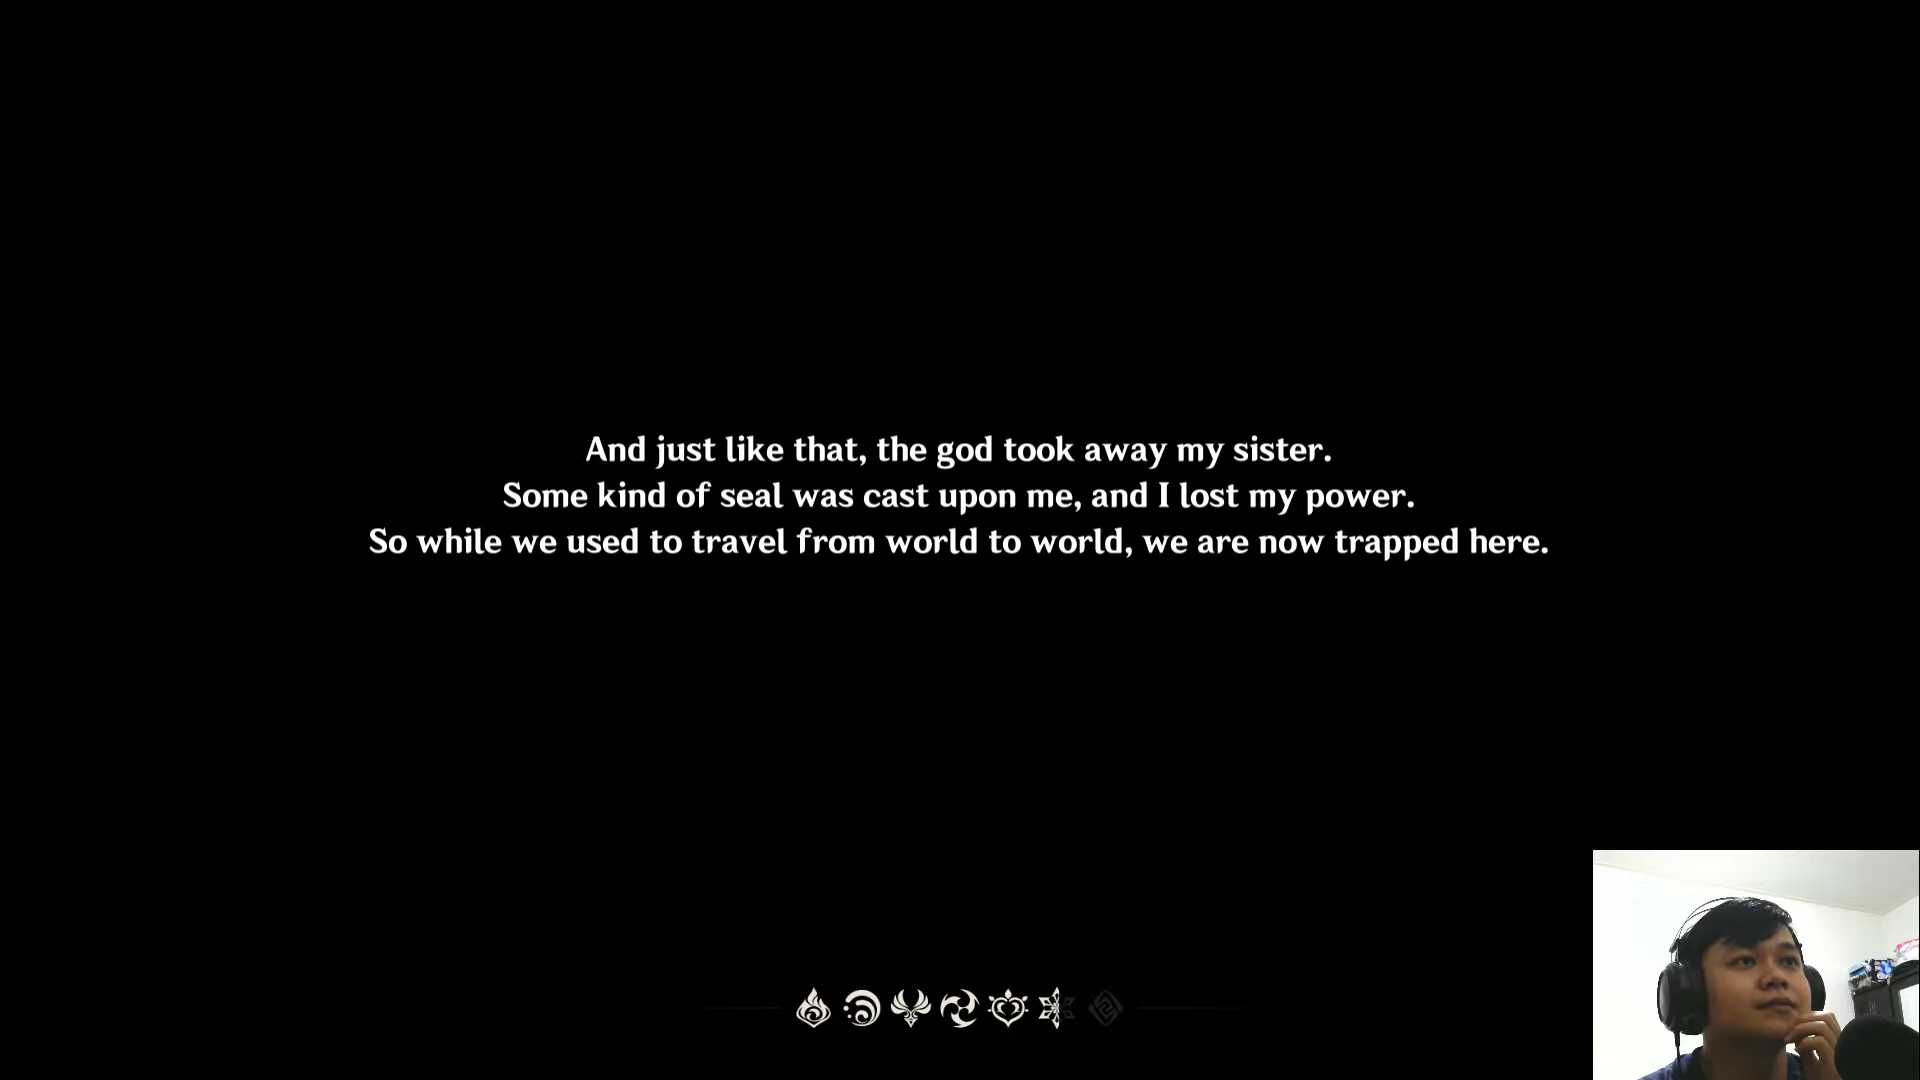 And just like that, the god took away my sister.
Some kind of seal was cast upon me, and I lost my power.
So while we used to travel from world to world, we are now trapped here.